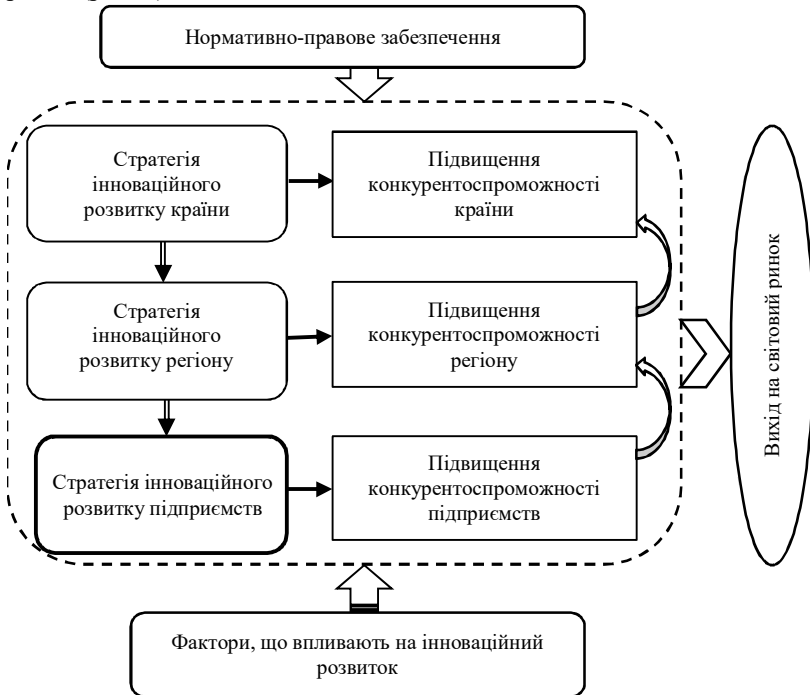 Нормативно-правове забезпечення
Стратегія
інноваційного
розвитку країни
Підвищення
конкурентоспроможності
країни
Стратегія
інноваційного
розвитку регіону
Підвищення
конкурентоспроможності
регіону
Стратегія інноваційного
розвитку підприємств
Підвищення
конкурентоспроможності
підприємств
Вихід на світовий ринок
Фактори, що впливають на інноваційний
розвиток